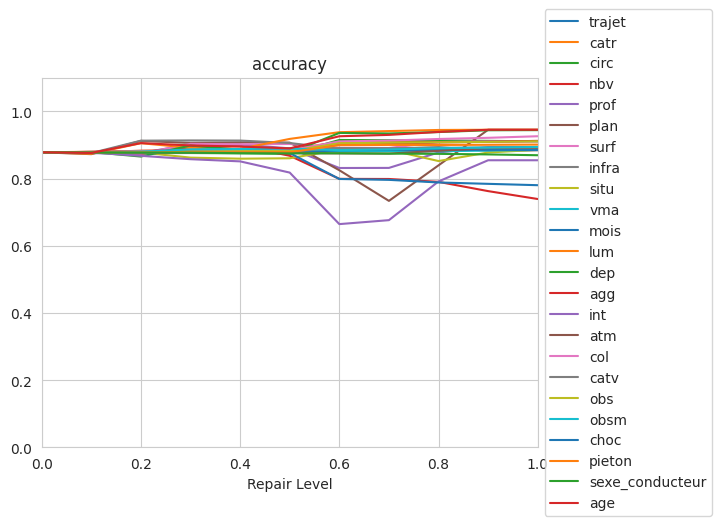 accuracy
1.0
0.8
0.6
0.4
0.2
0.0
0.0 0.2 0.4 0.6 0.8 1.0
Repair Level
trajet
catr
circ
nbv
prof
plan
surf
infra
situ
vma
mois
lum
dep
agg
int
atm
col
catv
obs
obsm
choc
pieton
sexe_conducteur
age